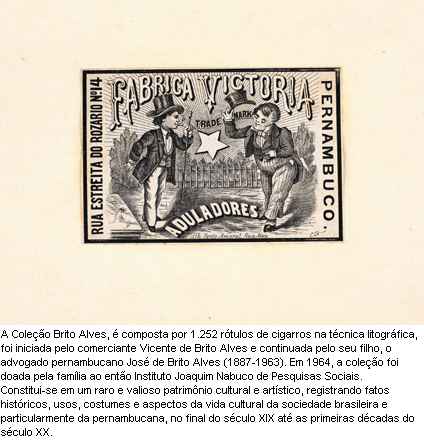 FABRICA VICTORIA
RUA ESTREITA DO ROZARIO Nº14
PERNAMBUCO.
TRADE MARK
ADULADORES.
A Coleção Brito Alves, é composta por 1.252 rótulos de cigarros na técnica litográfica,
foi iniciada pelo comerciante Vicente de Brito Alves e continuada pelo seu filho, o
advogado pernambucano José de Brito Alves (1887-1963). Em 1964, a coleção foi
doada pela família ao então Instituto Joaquim Nabuco de Pesquisas Sociais.
Constitui-se em um raro e valioso patrimônio cultural e artístico, registrando fatos
históricos, usos, costumes e aspectos da vida cultural da sociedade brasileira e
particularmente da pernambucana, no final do século XIX até as primeiras décadas do
século XX.